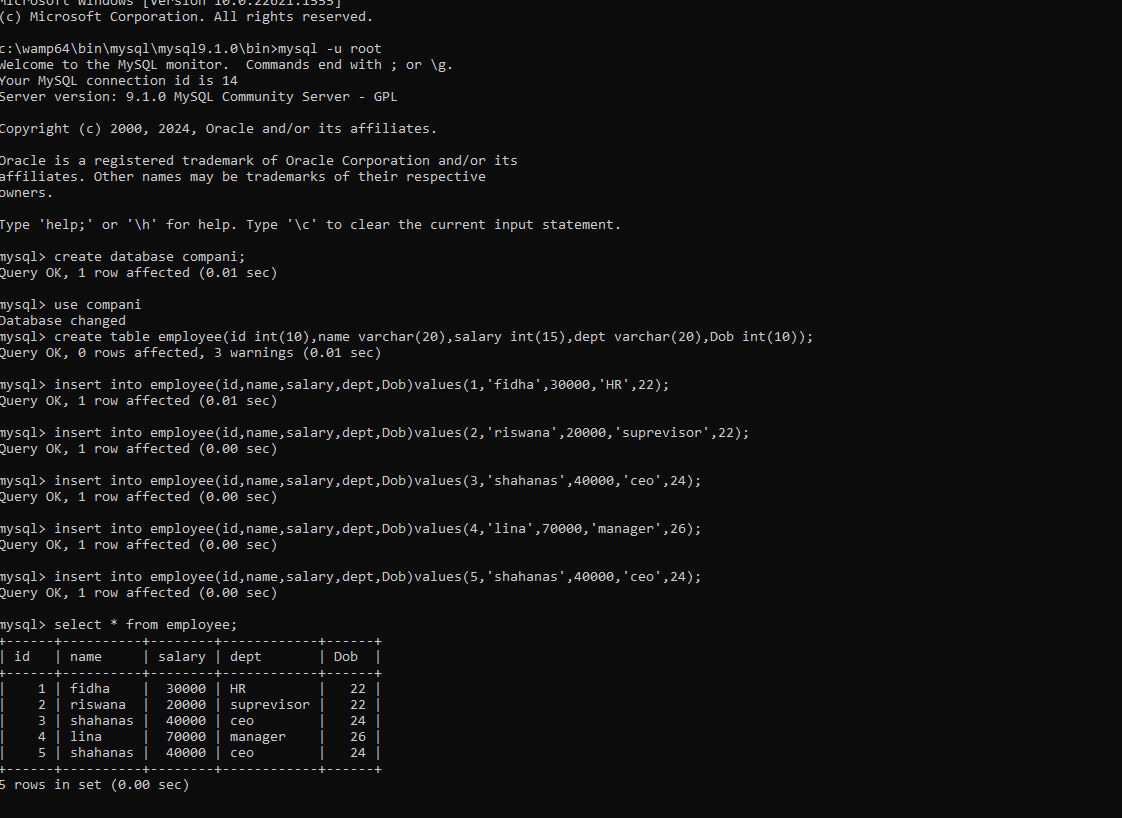 Microsoft Windows [Version 10.0.22621.1555]
(c) Microsoft Corporation. All rights reserved.
c:\wamp64\bin\mysql\mysql9.1.0\bin>mysql -u root
Welcome to the MySQL monitor.  Commands end with ; or \g.
Your MySQL connection id is 14
Server version: 9.1.0 MySQL Community Server - GPL
Copyright (c) 2000, 2024, Oracle and/or its affiliates.
Oracle is a registered trademark of Oracle Corporation and/or its
affiliates. Other names may be trademarks of their respective
owners.
Type 'help;' or '\h' for help. Type '\c' to clear the current input statement.
mysql> create database compani;
Query OK, 1 row affected (0.01 sec)
mysql> use compani
Database changed
mysql> create table employee(id int(10),name varchar(20),salary int(15),dept varchar(20),Dob int(10));
Query OK, 0 rows affected, 3 warnings (0.01 sec)
mysql> insert into employee(id,name,salary,dept,Dob)values(1,'fidha',30000,'HR',22);
Query OK, 1 row affected (0.01 sec)
mysql> insert into employee(id,name,salary,dept,Dob)values(2,'riswana',20000,'suprevisor',22);
Query OK, 1 row affected (0.00 sec)
mysql> insert into employee(id,name,salary,dept,Dob)values(3,'shahanas',40000,'ceo',24);
Query OK, 1 row affected (0.00 sec)
mysql> insert into employee(id,name,salary,dept,Dob)values(4,'lina',70000,'manager',26);
Query OK, 1 row affected (0.00 sec)
mysql> insert into employee(id,name,salary,dept,Dob)values(5,'shahanas',40000,'ceo',24);
Query OK, 1 row affected (0.00 sec)
mysql> select * from employee;
+------+----------+--------+------------+------+
| id   | name     | salary | dept       | Dob  |
+------+----------+--------+------------+------+
|    1 | fidha    |  30000 | HR         |   22 |
|    2 | riswana  |  20000 | suprevisor |   22 |
|    3 | shahanas |  40000 | ceo        |   24 |
|    4 | lina     |  70000 | manager    |   26 |
|    5 | shahanas |  40000 | ceo        |   24 |
+------+----------+--------+------------+------+
5 rows in set (0.00 sec)